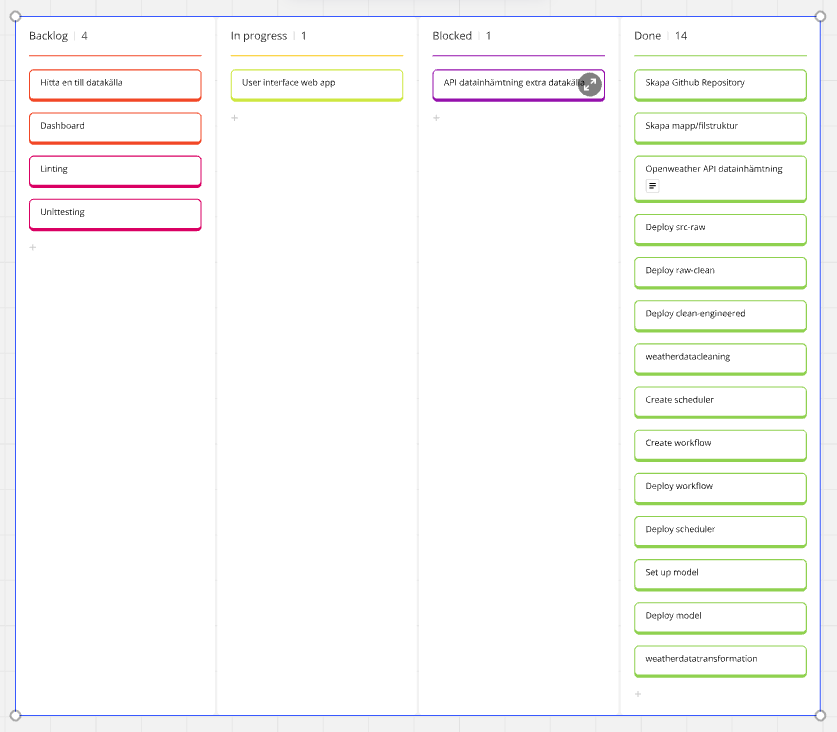 Backlog 4
Hitta en till datakälla
Dashboard
Linting
Unittesting
In progress 1
User interface web app
Blocked 1
API datainhämtning extra datakälla
Done 14
Skapa Github Repository
Skapa mapp/filstruktur
Openweather API datainhämtning
Deploy src-raw
Deploy raw-clean
Deploy clean-engineered
weatherdatacleaning
Create scheduler
Create workflow
Deploy workflow
Deploy scheduler
Set up model
Deploy model
weatherdatatransformation